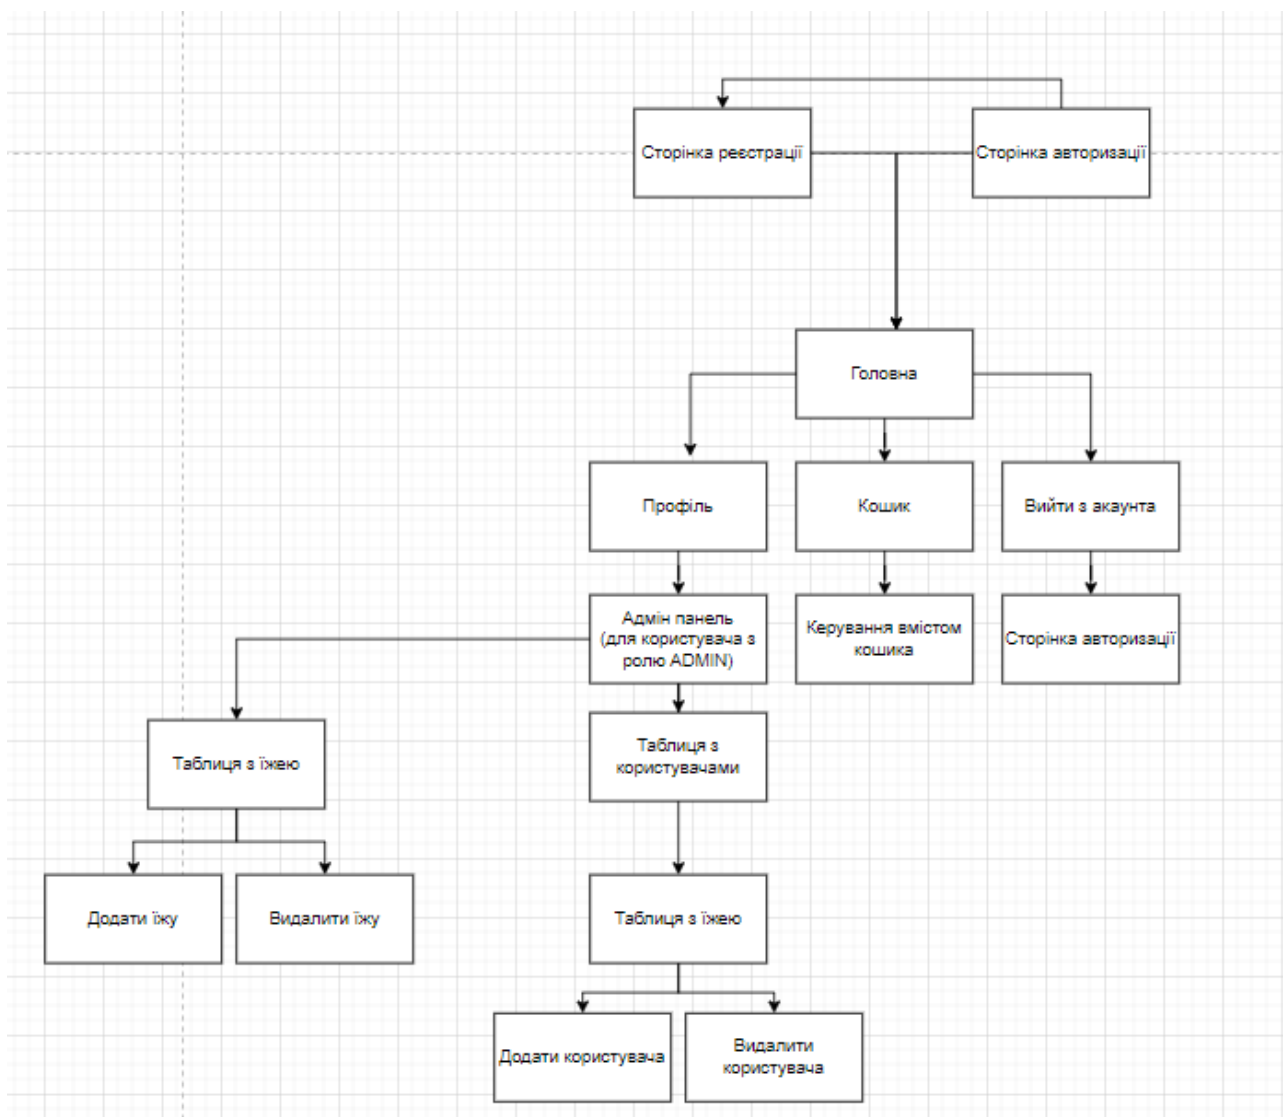 Сторінка реєстрації
Сторінка авторизації
Головна
Профіль
Кошик
Вийти з акаунта
Адмін панель
(для користувача з
ролю ADMIN)
Керування вмістом
кошика
Сторінка авторизації
Таблиця з їжею
Таблиця з
користувачами
Додати їжу
Видалити їжу
Таблиця з їжею
Додати користувача
Видалити
користувача